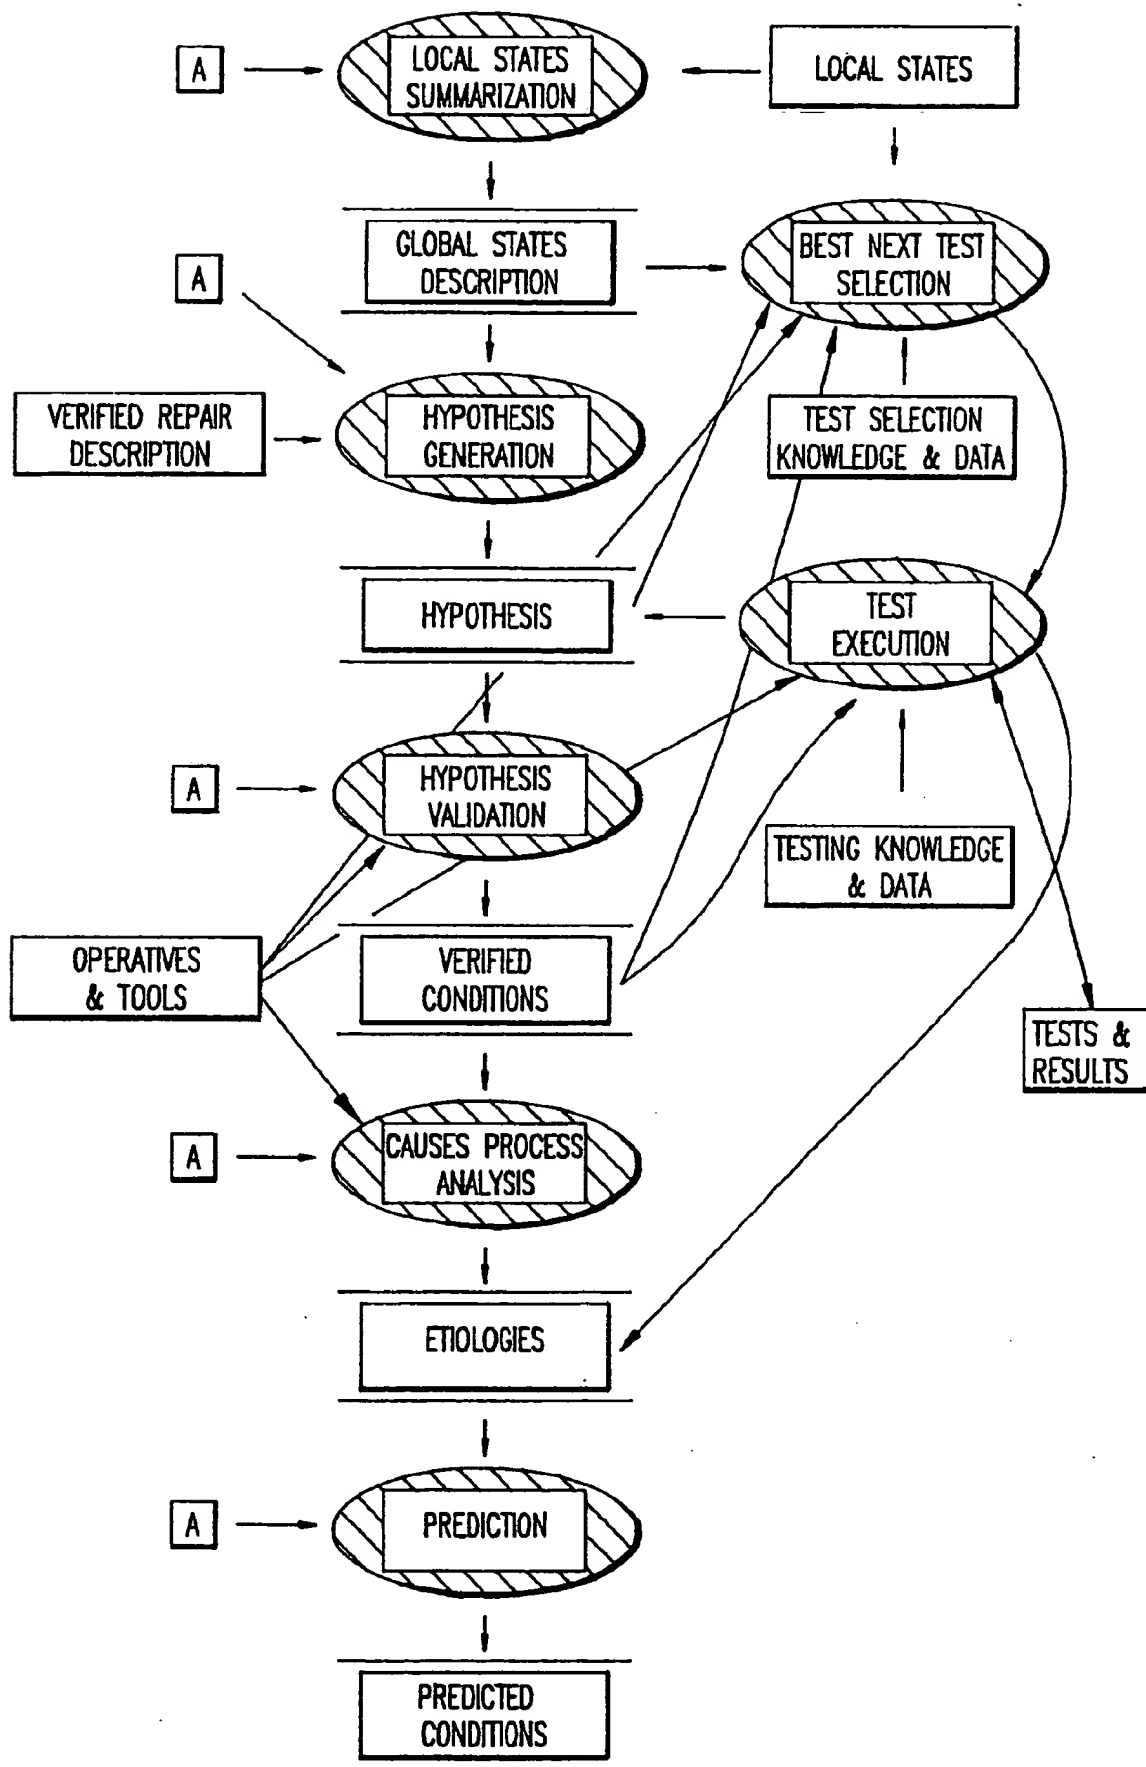 A
LOCAL STATES
SUMMARIZATION
LOCAL STATES
GLOBAL STATES
DESCRIPTION
BEST NEXT TEST
SELECTION
A
VERIFIED REPAIR
DESCRIPTION
HYPOTHESIS
GENERATION
TEST SELECTION
KNOWLEDGE & DATA
HYPOTHESIS
TEST
EXECUTION
A
HYPOTHESIS
VALIDATION
TESTING KNOWLEDGE
& DATA
OPERATIVES
& TOOLS
VERIFIED
CONDITIONS
TESTS &
RESULTS
A
CAUSES PROCESS
ANALYSIS
ETIOLOGIES
A
PREDICTION
PREDICTED
CONDITIONS